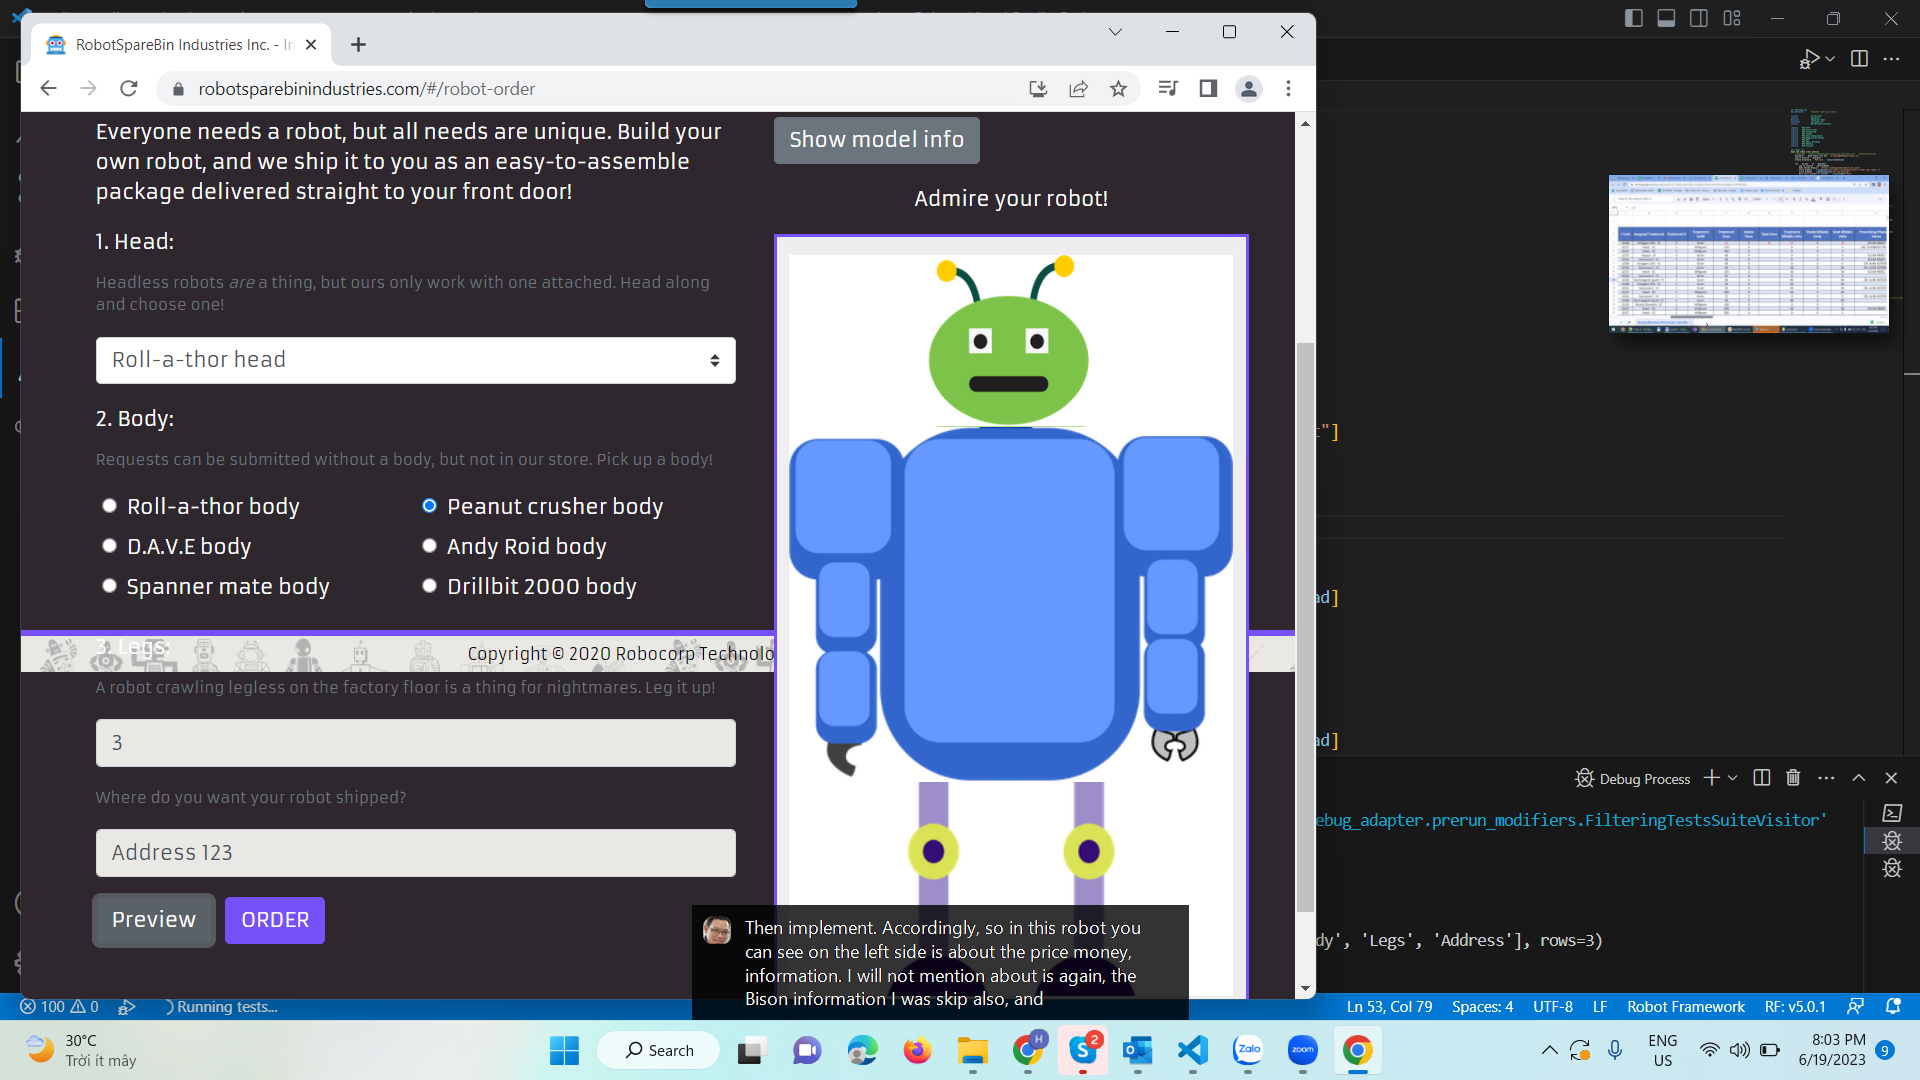 RobotSpareBin Industries Inc. - In
robotsparebinindustries.com/#/robot-order
Everyone needs a robot, but all needs are unique. Build your
own robot, and we ship it to you as an easy-to-assemble
package delivered straight to your front door!
1. Head:
Headless robots are a thing, but ours only work with one attached. Head along
and choose one!
Roll-a-thor head
2. Body:
Requests can be submitted without a body, but not in our store. Pick up a body!
Roll-a-thor body
Peanut crusher body
D.A.V.E body
Andy Roid body
Spanner mate body
Drillbit 2000 body
3. Legs:
Copyright © 2020 Robocorp Technolo
A robot crawling legless on the factory floor is a thing for nightmares. Leg it up!
3
Where do you want your robot shipped?
Address 123
Preview
ORDER
Show model info
Admire your robot!
Then implement. Accordingly, so in this robot you
can see on the left side is about the price money,
information. I will not mention about is again, the
Bison information I was skip also, and
"]
ad]
ad]
Debug Process
ebug_adapter.prerun_modifiers.FilteringTestsSuiteVisitor'
dy', 'Legs', 'Address'], rows=3)
100 0 Running tests...
Ln 53, Col 79 Spaces: 4 UTF-8 LF Robot Framework RF: v5.0.1
30°C
Trời ít mây
Search
H
2
Zalo
zoom
ENG
US
8:03 PM
6/19/2023
9